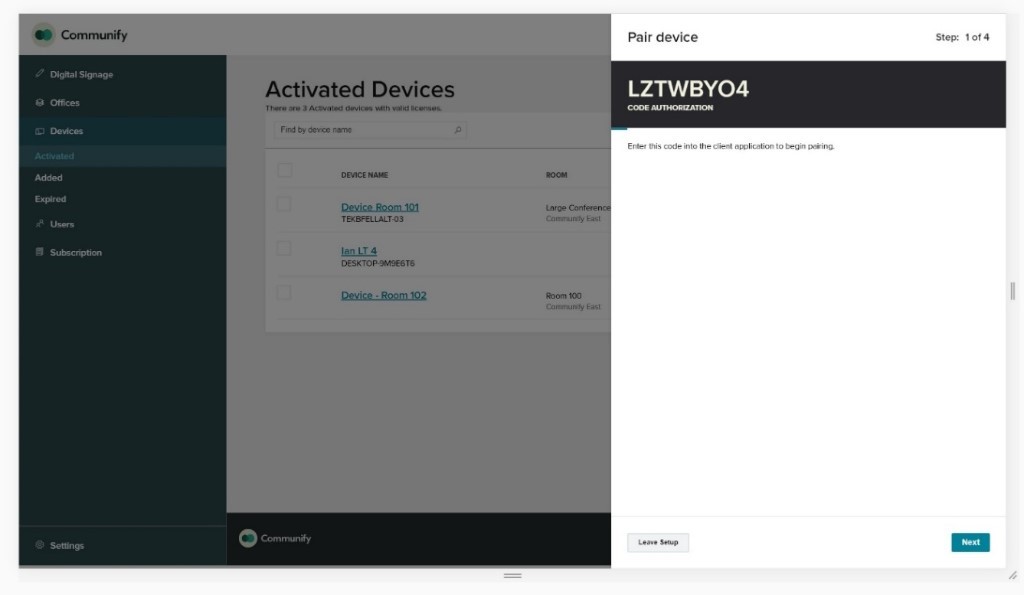 Communify
Digital Signage
Offices
Devices
Activated
Added
Expired
Users
Subscription
Settings
Activated Devices
There are 3 Activated devices with valid licenses.
Find by device name
DEVICE NAME
ROOM
Device Room 101
TEKBFELLALT-03
Large Conference
Community East
Ian LT 4
DESKTOP-9M9E6T6
Device - Room 102
Room 100
Community East
Communify
Pair device
Step: 1 of 4
LZTWBYO4
CODE AUTHORIZATION
Enter this code into the client application to begin pairing.
Leave Setup
Next